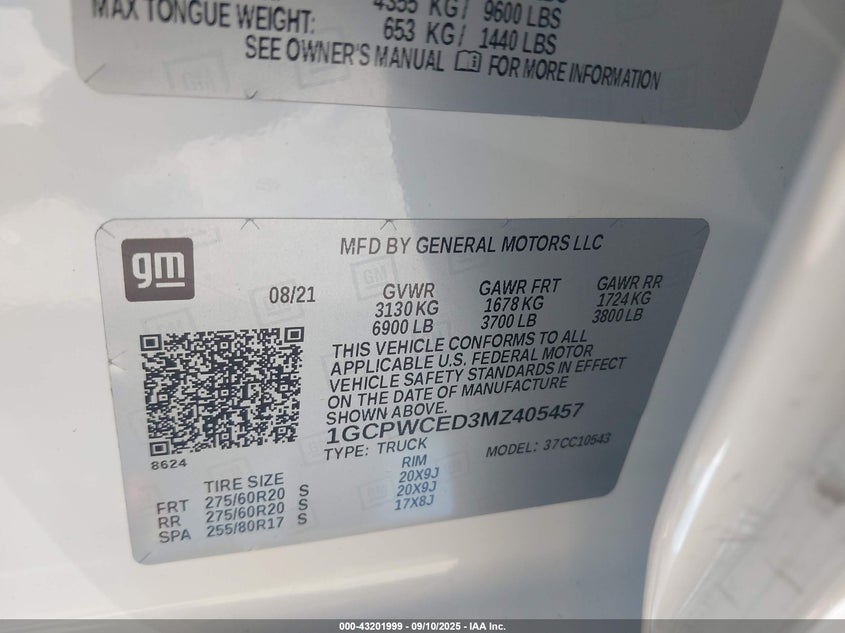 4355 KG/ 9600 LBS
MAX TONGUE WEIGHT: 653 KG/ 1440 LBS
SEE OWNER'S MANUAL FOR MORE INFORMATION
gm
MFD BY GENERAL MOTORS LLC
08/21
GVWR GAWR FRT GAWR RR
3130 KG 1678 KG 1724 KG
6900 LB 3700 LB 3800 LB
THIS VEHICLE CONFORMS TO ALL
APPLICABLE U.S. FEDERAL MOTOR
VEHICLE SAFETY STANDARDS IN EFFECT
ON THE DATE OF MANUFACTURE
SHOWN ABOVE.
1GCPWCED3MZ405457
TYPE: TRUCK MODEL: 37CC10543
8624
TIRE SIZE RIM
FRT 275/60R20 S 20X9J
RR 275/60R20 S 20X9J
SPA 255/80R17 S 17X8J
000-43201999 - 09/10/2025 - IAA Inc.